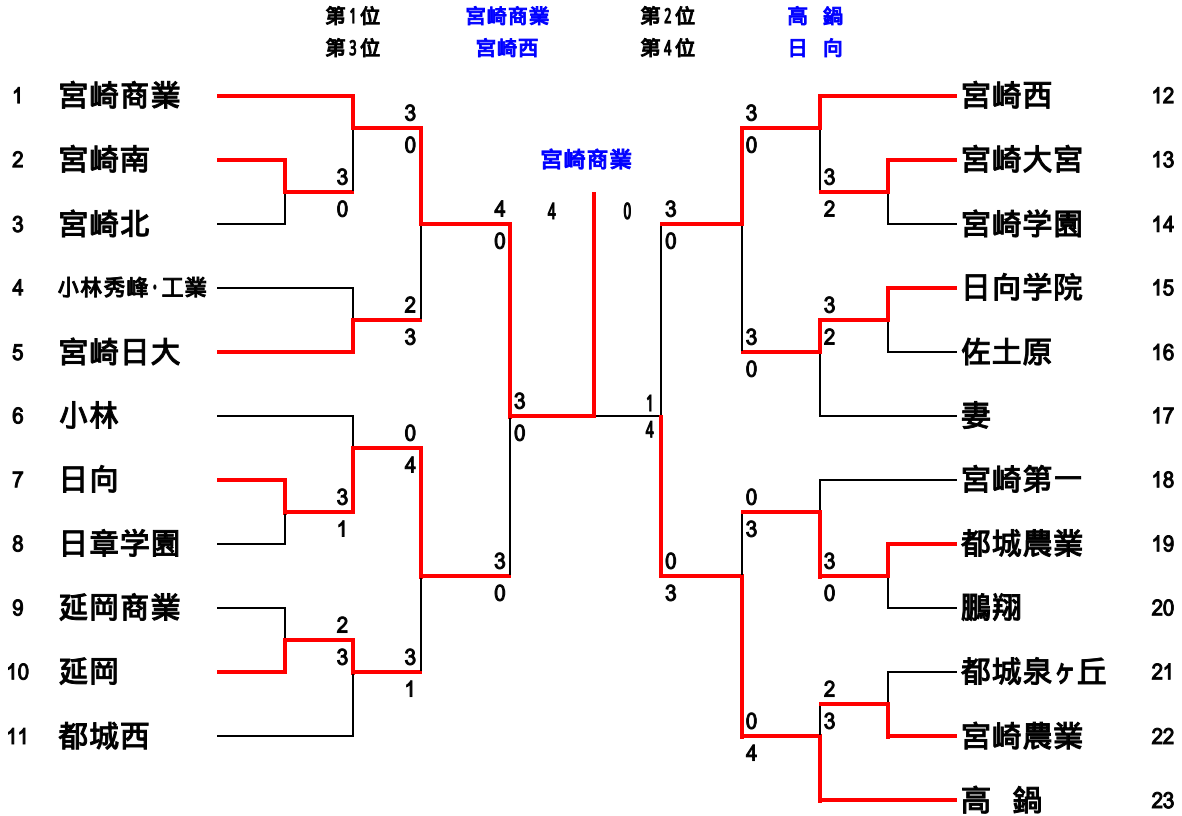 第1位 宮崎商業 第2位 高 鍋
第3位 宮崎西 第4位 日 向
1 宮崎商業 宮崎西 12
3 3
0 0
宮崎商業
2 宮崎南 宮崎大宮 13
3 3
0 2
4 4 0 3
3 宮崎北 宮崎学園 14
0 0
4 小林秀峰・工業 日向学院 15
2 3
3 3 2
5 宮崎日大 佐土原 16
0
3 1
6 小林 妻 17
0 0 4
4
7 日向 宮崎第一 18
3 0
1 3
8 日章学園 都城農業 19
3 0 3
0 3 0
9 延岡商業 鵬翔 20
2
3 3
10 延岡 都城泉ヶ丘 21
1 2
0 3
11 都城西 宮崎農業 22
4
高 鍋 23